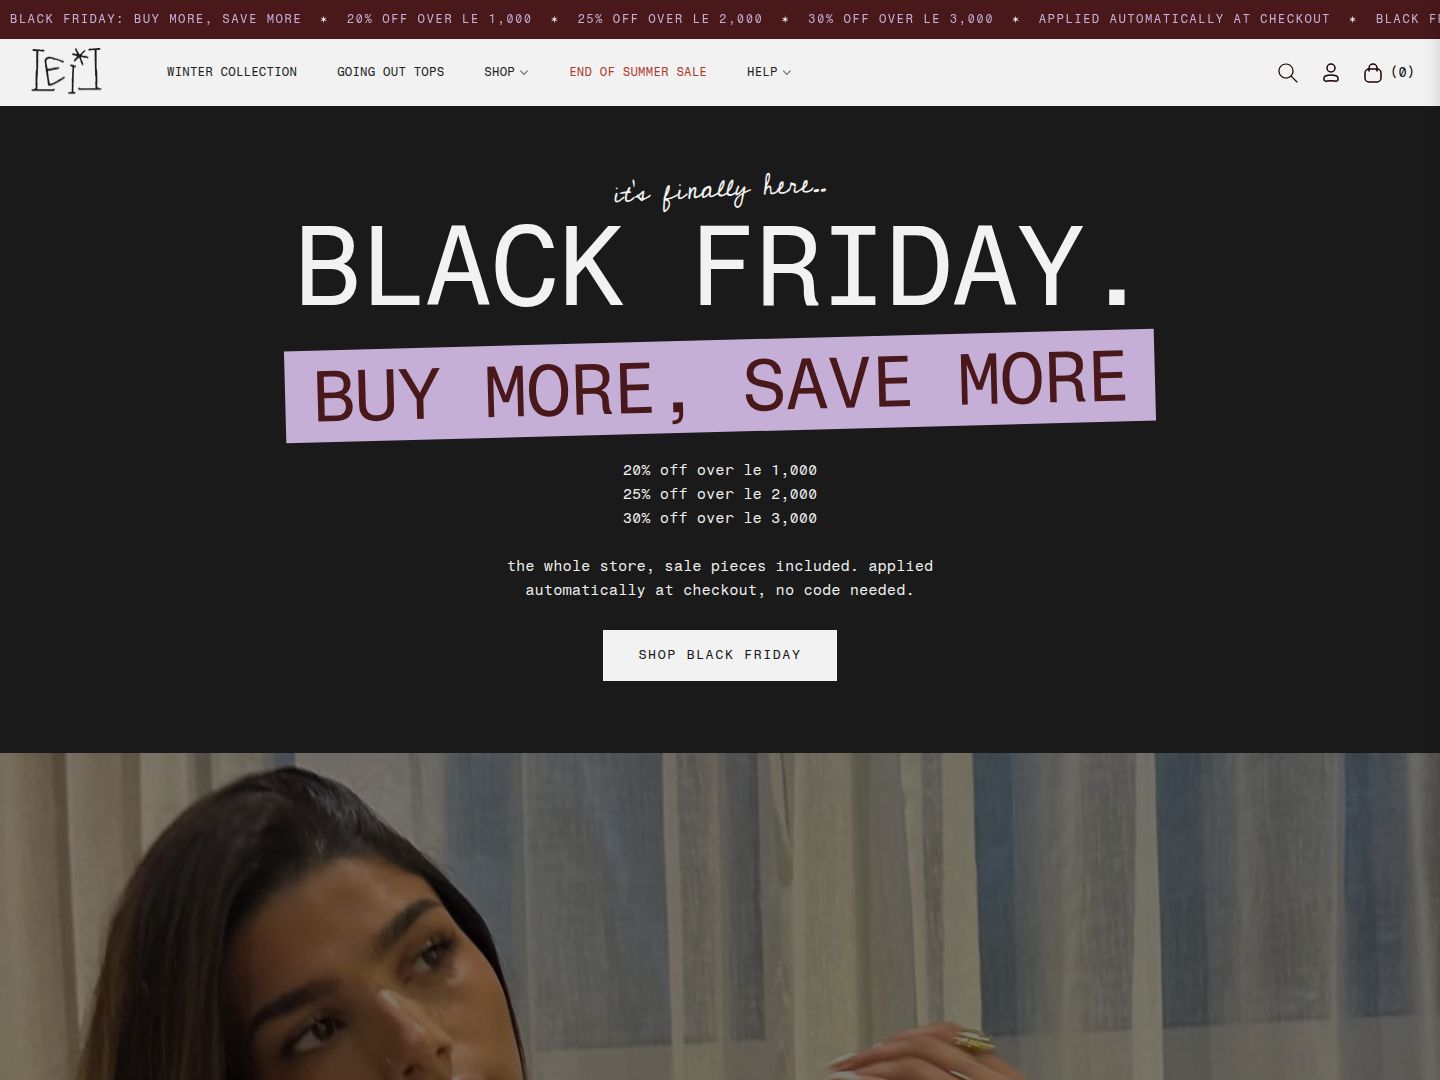 BLACK FRIDAY: BUY MORE, SAVE MORE ✶ 20% OFF OVER LE 1,000 ✶ 25% OFF OVER LE 2,000 ✶ 30% OFF OVER LE 3,000 ✶ APPLIED AUTOMATICALLY AT CHECKOUT ✶ BLACK
WINTER COLLECTION GOING OUT TOPS SHOP END OF SUMMER SALE HELP (0)
it's finally here...
BLACK FRIDAY.
BUY MORE, SAVE MORE
20% off over le 1,000
25% off over le 2,000
30% off over le 3,000
the whole store, sale pieces included. applied
automatically at checkout, no code needed.
SHOP BLACK FRIDAY